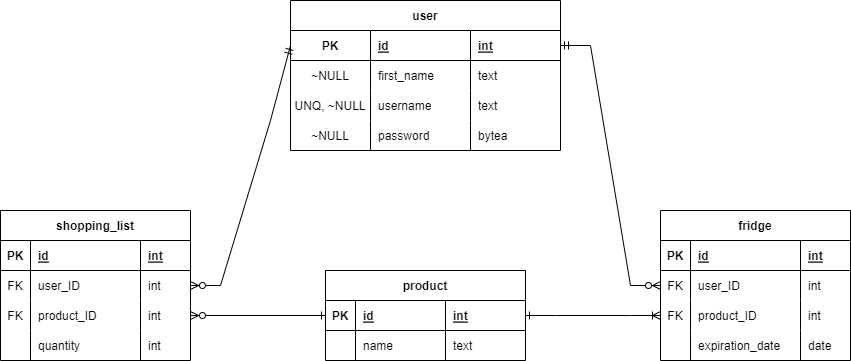 user
PK id int
~NULL first_name text
UNQ, ~NULL username text
~NULL password bytea
shopping_list
PK id int
FK user_ID int
FK product_ID int
quantity int
product
PK id int
name text
fridge
PK id int
FK user_ID int
FK product_ID int
expiration_date date